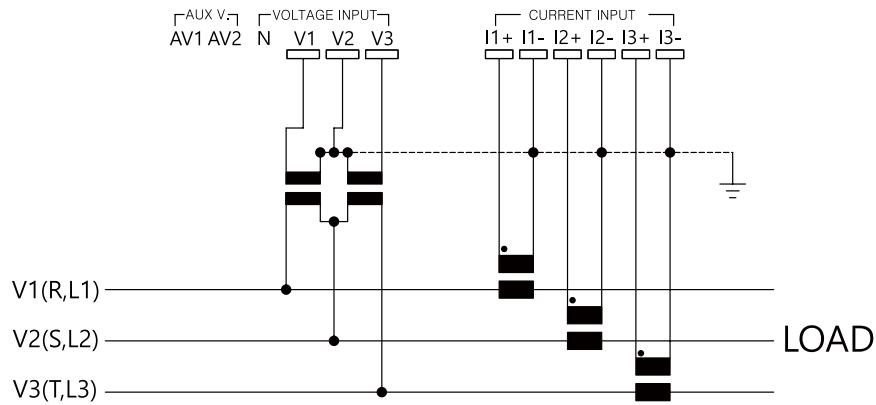 AUX V. VOLTAGE INPUT CURRENT INPUT
AV1 AV2 N V1 V2 V3 I1+ I1- I2+ I2- I3+ I3-
V1(R,L1)
V2(S,L2) LOAD
V3(T,L3)